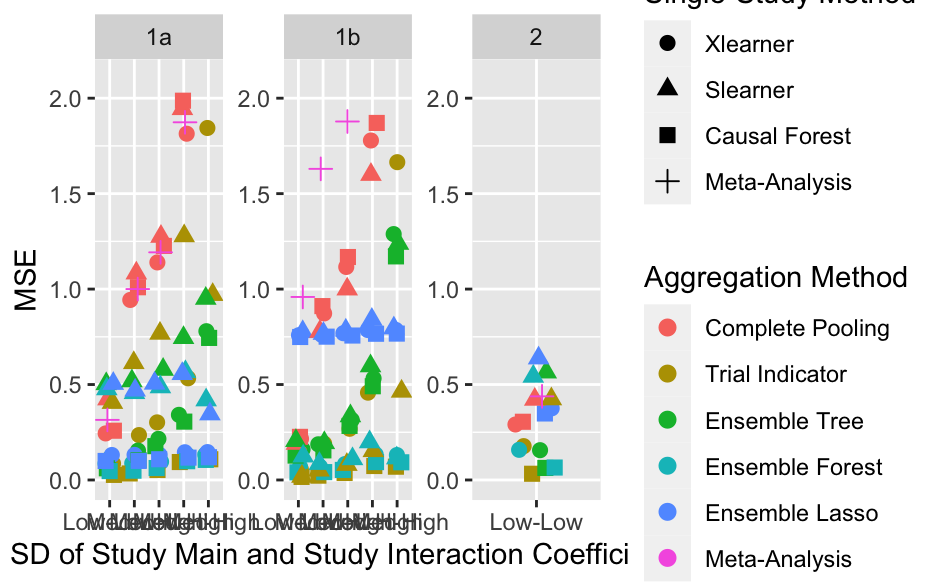 Single-Study Method
Xlearner
Slearner
Causal Forest
Meta-Analysis
Aggregation Method
Complete Pooling
Trial Indicator
Ensemble Tree
Ensemble Forest
Ensemble Lasso
Meta-Analysis
1a
1b
2
MSE
2.0
1.5
1.0
0.5
0.0
2.0
1.5
1.0
0.5
0.0
2.0
1.5
1.0
0.5
0.0
Low-Low
SD of Study Main and Study Interaction Coeffici